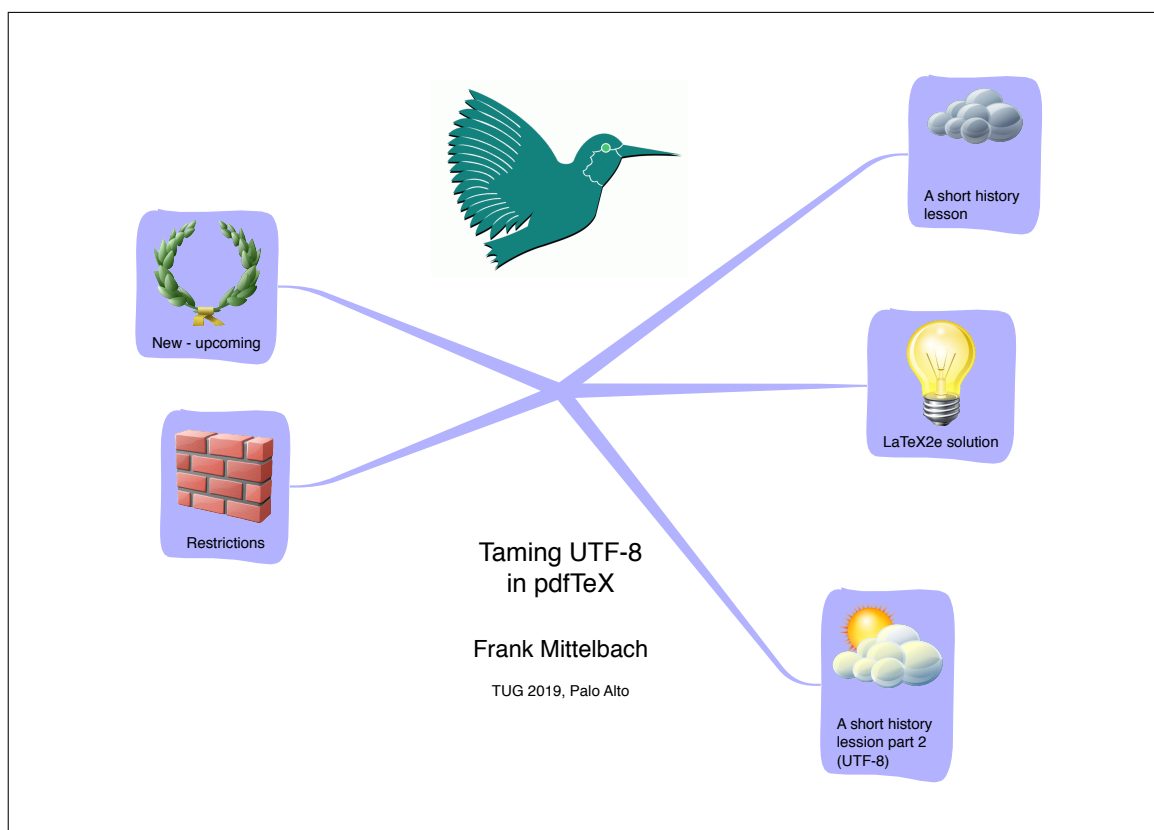 A short history
lesson
New - upcoming
LaTeX2e solution
Restrictions
Taming UTF-8
in pdfTeX
Frank Mittelbach
TUG 2019, Palo Alto
A short history
lession part 2
(UTF-8)